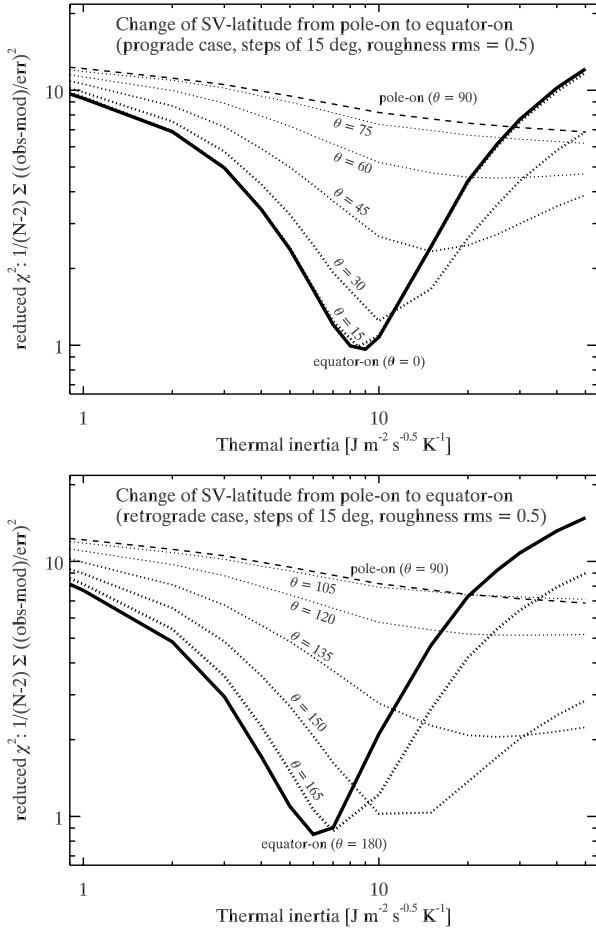 Change of SV-latitude from pole-on to equator-on
(prograde case, steps of 15 deg, roughness rms = 0.5)
pole-on (θ = 90)
θ = 75
θ = 60
θ = 45
θ = 30
θ = 15
equator-on (θ = 0)
10
1
reduced χ²: 1/(N-2) Σ ((obs-mod)/err)²
1
10
Thermal inertia [J m⁻² s⁻⁰·⁵ K⁻¹]
Change of SV-latitude from pole-on to equator-on
(retrograde case, steps of 15 deg, roughness rms = 0.5)
pole-on (θ = 90)
θ = 105
θ = 120
θ = 135
θ = 150
θ = 165
equator-on (θ = 180)
10
1
reduced χ²: 1/(N-2) Σ ((obs-mod)/err)²
1
10
Thermal inertia [J m⁻² s⁻⁰·⁵ K⁻¹]